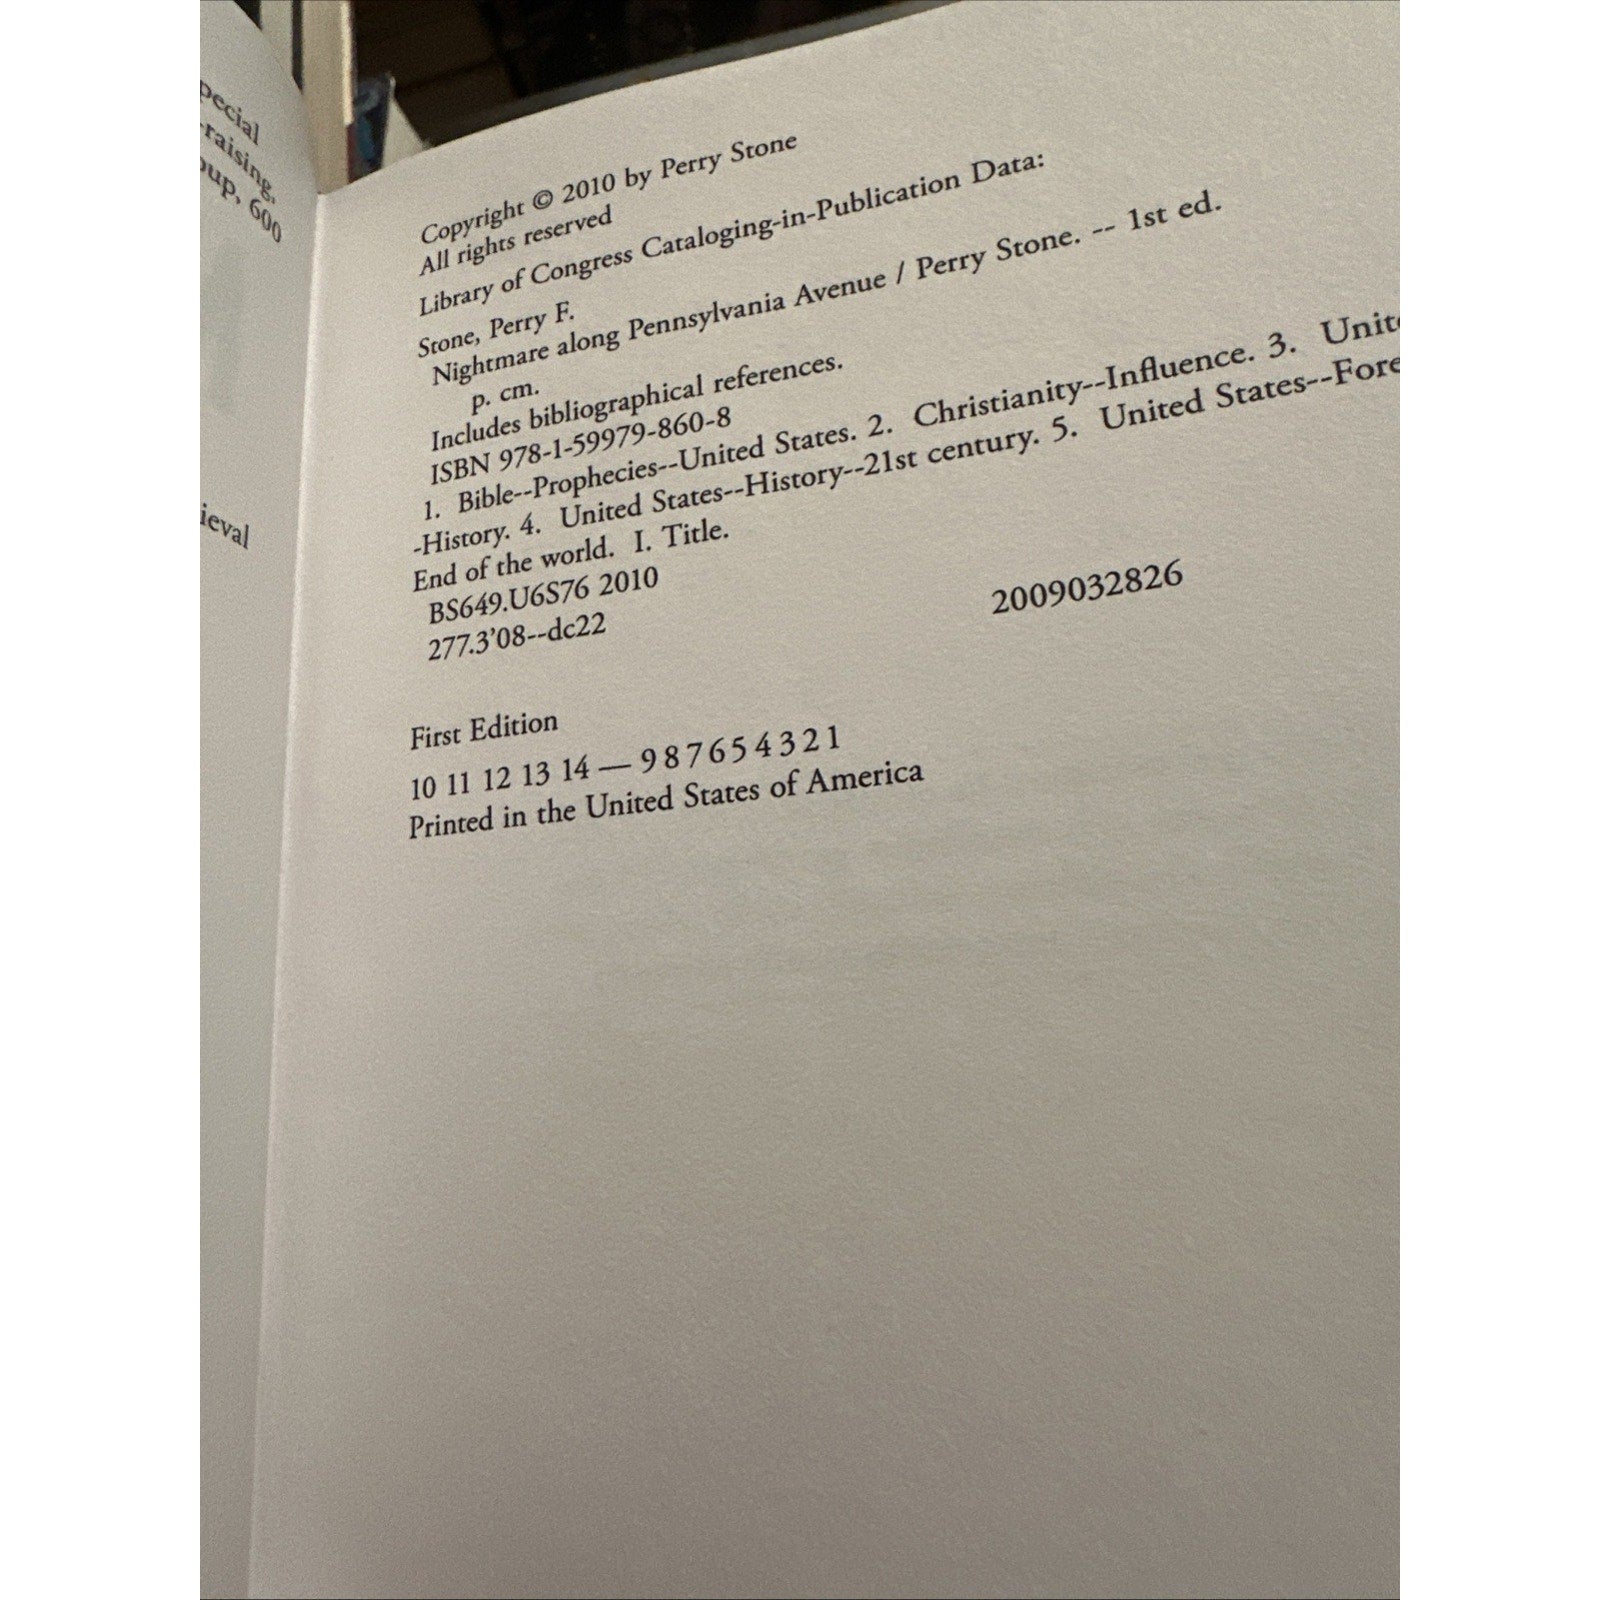 pecial
-raising,
oup, 600
ieval
Copyright © 2010 by Perry Stone
All rights reserved
Library of Congress Cataloging-in-Publication Data:
Stone, Perry F.
Nightmare along Pennsylvania Avenue / Perry Stone. -- 1st ed.
p. cm.
Includes bibliographical references.
ISBN 978-1-59979-860-8
1. Bible--Prophecies--United States. 2. Christianity--Influence. 3. Unit
-History. 4. United States--History--21st century. 5. United States--Fore
End of the world. I. Title.
BS649.U6S76 2010
277.3'08--dc22
2009032826
First Edition
10 11 12 13 14 — 9 8 7 6 5 4 3 2 1
Printed in the United States of America